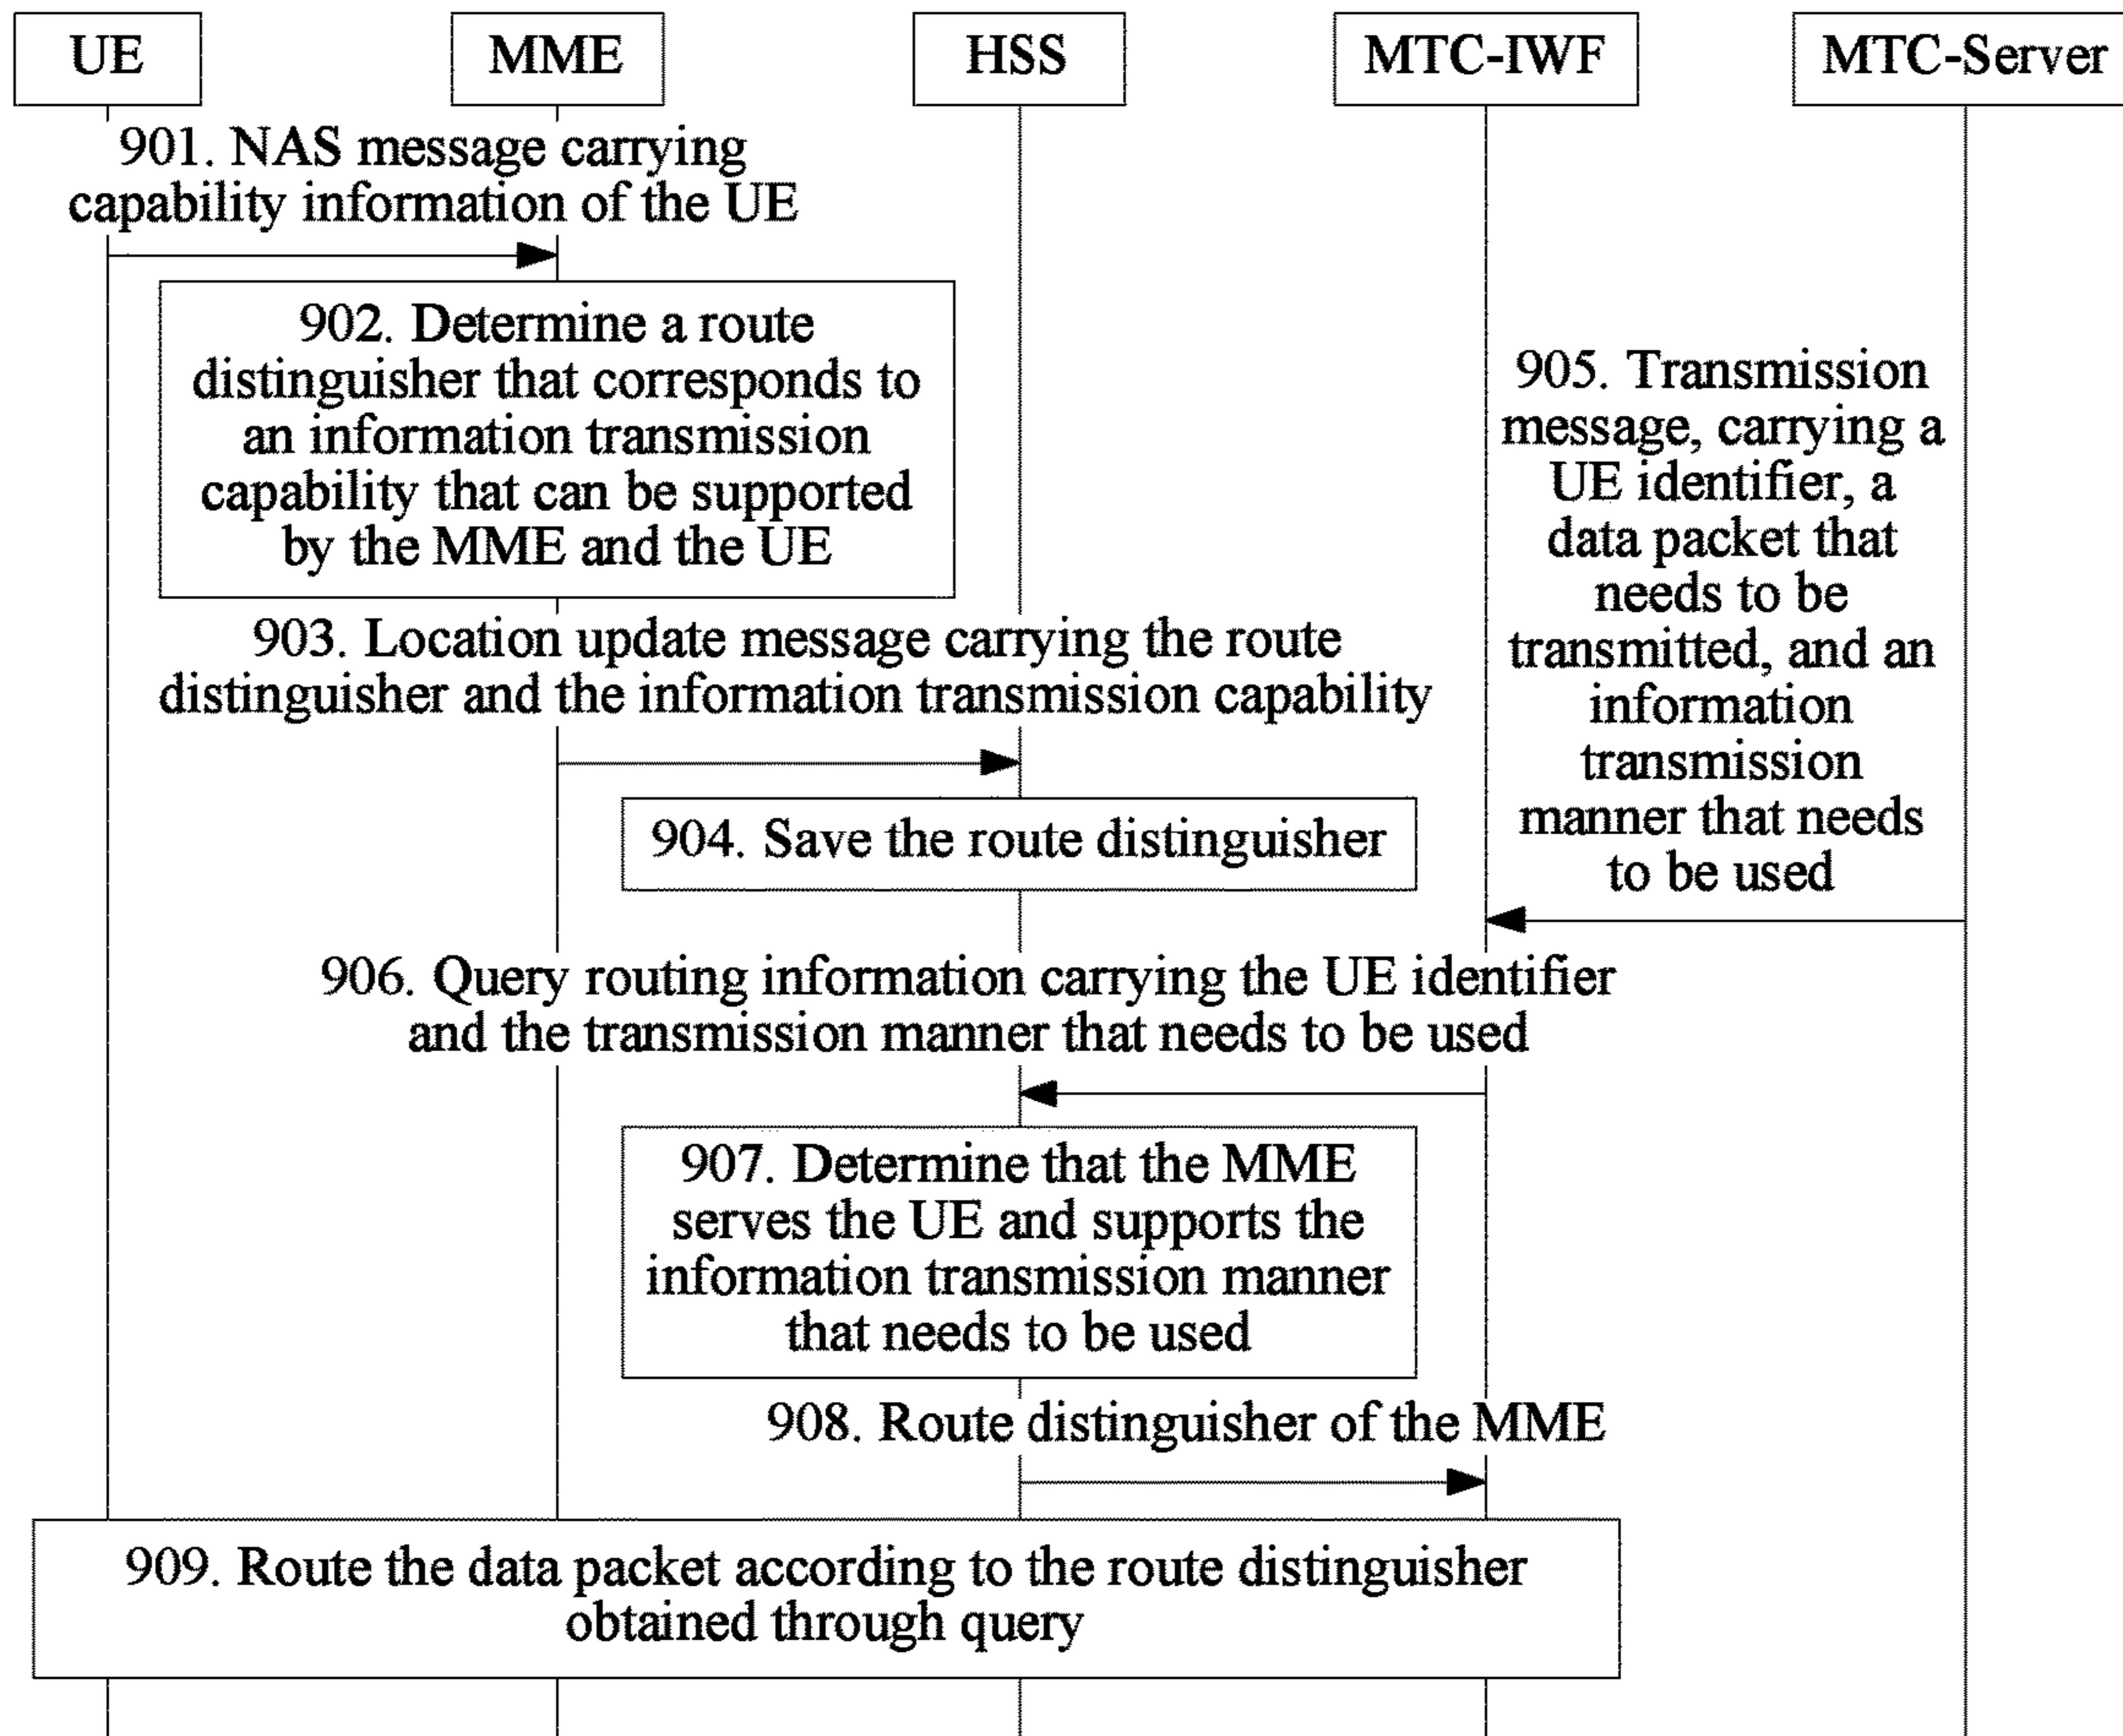 UE
MME
HSS
MTC-IWF
MTC-Server
901. NAS message carrying
capability information of the UE
902. Determine a route
distinguisher that corresponds to
an information transmission
capability that can be supported
by the MME and the UE
903. Location update message carrying the route
distinguisher and the information transmission capability
904. Save the route distinguisher
905. Transmission
message, carrying a
UE identifier, a
data packet that
needs to be
transmitted, and an
information
transmission
manner that needs
to be used
906. Query routing information carrying the UE identifier
and the transmission manner that needs to be used
907. Determine that the MME
serves the UE and supports the
information transmission manner
that needs to be used
908. Route distinguisher of the MME
909. Route the data packet according to the route distinguisher
obtained through query